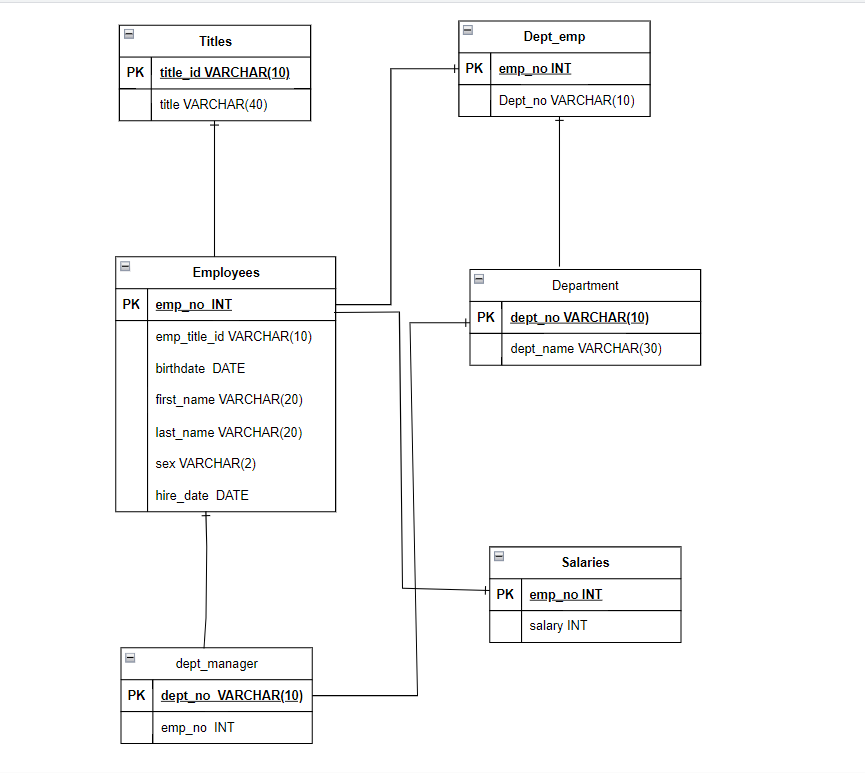 Titles
PK title_id VARCHAR(10)
title VARCHAR(40)
Dept_emp
PK emp_no INT
Dept_no VARCHAR(10)
Employees
PK emp_no INT
emp_title_id VARCHAR(10)
birthdate DATE
first_name VARCHAR(20)
last_name VARCHAR(20)
sex VARCHAR(2)
hire_date DATE
Department
PK dept_no VARCHAR(10)
dept_name VARCHAR(30)
Salaries
PK emp_no INT
salary INT
dept_manager
PK dept_no VARCHAR(10)
emp_no INT